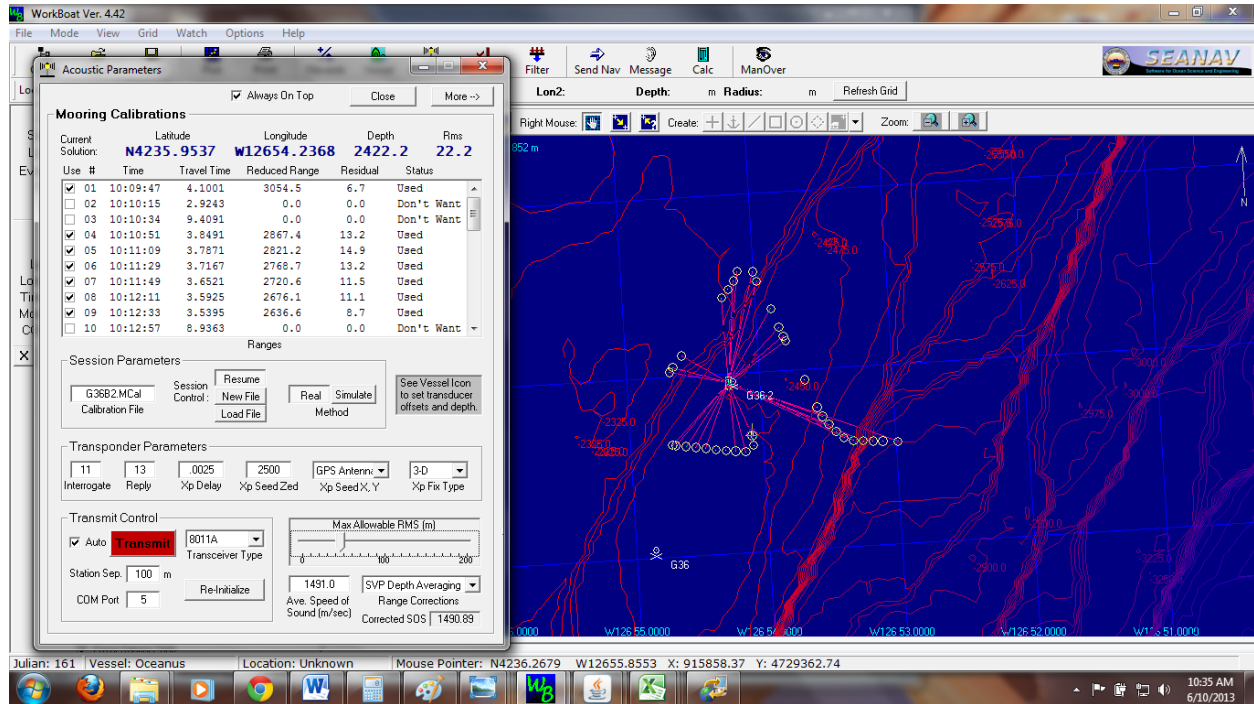 WorkBoat Ver. 4.42
File Mode View Grid Watch Options Help
Filter Send Nav Message Calc ManOver
SEANAV
Software for Ocean Science and Engineering
Acoustic Parameters
Lon2: Depth: m Radius: m Refresh Grid
Always On Top Close More -->
Right Mouse: Create: Zoom:
Mooring Calibrations
Current Solution: Latitude Longitude Depth Rms
N4235.9537 W12654.2368 2422.2 22.2
Use # Time Travel Time Reduced Range Residual Status
01 10:09:47 4.1001 3054.5 6.7 Used
02 10:10:15 2.9243 0.0 0.0 Don't Want
03 10:10:34 9.4091 0.0 0.0 Don't Want
04 10:10:51 3.8491 2867.4 13.2 Used
05 10:11:09 3.7871 2821.2 14.9 Used
06 10:11:29 3.7167 2768.7 13.2 Used
07 10:11:49 3.6521 2720.6 11.5 Used
08 10:12:11 3.5925 2676.1 11.1 Used
09 10:12:33 3.5395 2636.6 8.7 Used
10 10:12:57 8.9363 0.0 0.0 Don't Want
Ranges
Session Parameters
G36B2.MCal
Calibration File
Session Control:
Resume
New File
Load File
Real Simulate
Method
See Vessel Icon
to set transducer
offsets and depth.
Transponder Parameters
11 13 .0025 2500 GPS Antenn 3-D
Interrogate Reply Xp Delay Xp Seed Zed Xp Seed X, Y Xp Fix Type
Transmit Control
Auto Transmit 8011A
Transceiver Type
Station Sep. 100 m
Re-Initialize
COM Port 5
Max Allowable RMS (m)
0 100 200
1491.0 SVP Depth Averaging
Ave. Speed of Sound (m/sec)
Range Corrections
Corrected SOS 1490.89
852 m
N
-2625.0
-2975.0
-2325.0
G36-2
G36
W126 55.0000 W126 53.0000 W126 52.0000
Julian: 161 Vessel: Oceanus Location: Unknown Mouse Pointer: N4236.2679 W12655.8553 X: 915858.37 Y: 4729362.74
10:35 AM
6/10/2013